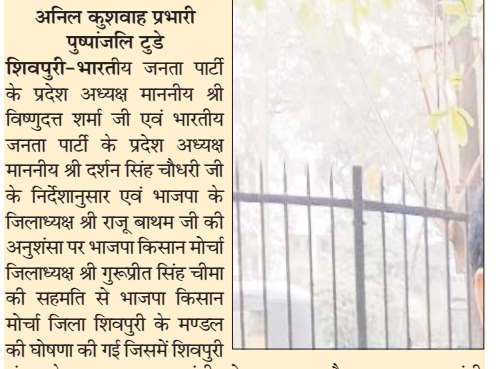 अनिल कुशवाह प्रभारी
पुष्पांजलि टुडे
शिवपुरी-भारतीय जनता पार्टी
के प्रदेश अध्यक्ष माननीय श्री
विष्णुदत्त शर्मा जी एवं भारतीय
जनता पार्टी के प्रदेश अध्यक्ष
माननीय श्री दर्शन सिंह चौधरी जी
के निर्देशानुसार एवं भाजपा के
जिलाध्यक्ष श्री राजू बाथम जी की
अनुशंसा पर भाजपा किसान मोर्चा
जिलाध्यक्ष श्री गुरूप्रीत सिंह चीमा
की सहमति से भाजपा किसान
मोर्चा जिला शिवपुरी के मण्डल
की घोषणा की गई जिसमें शिवपुरी